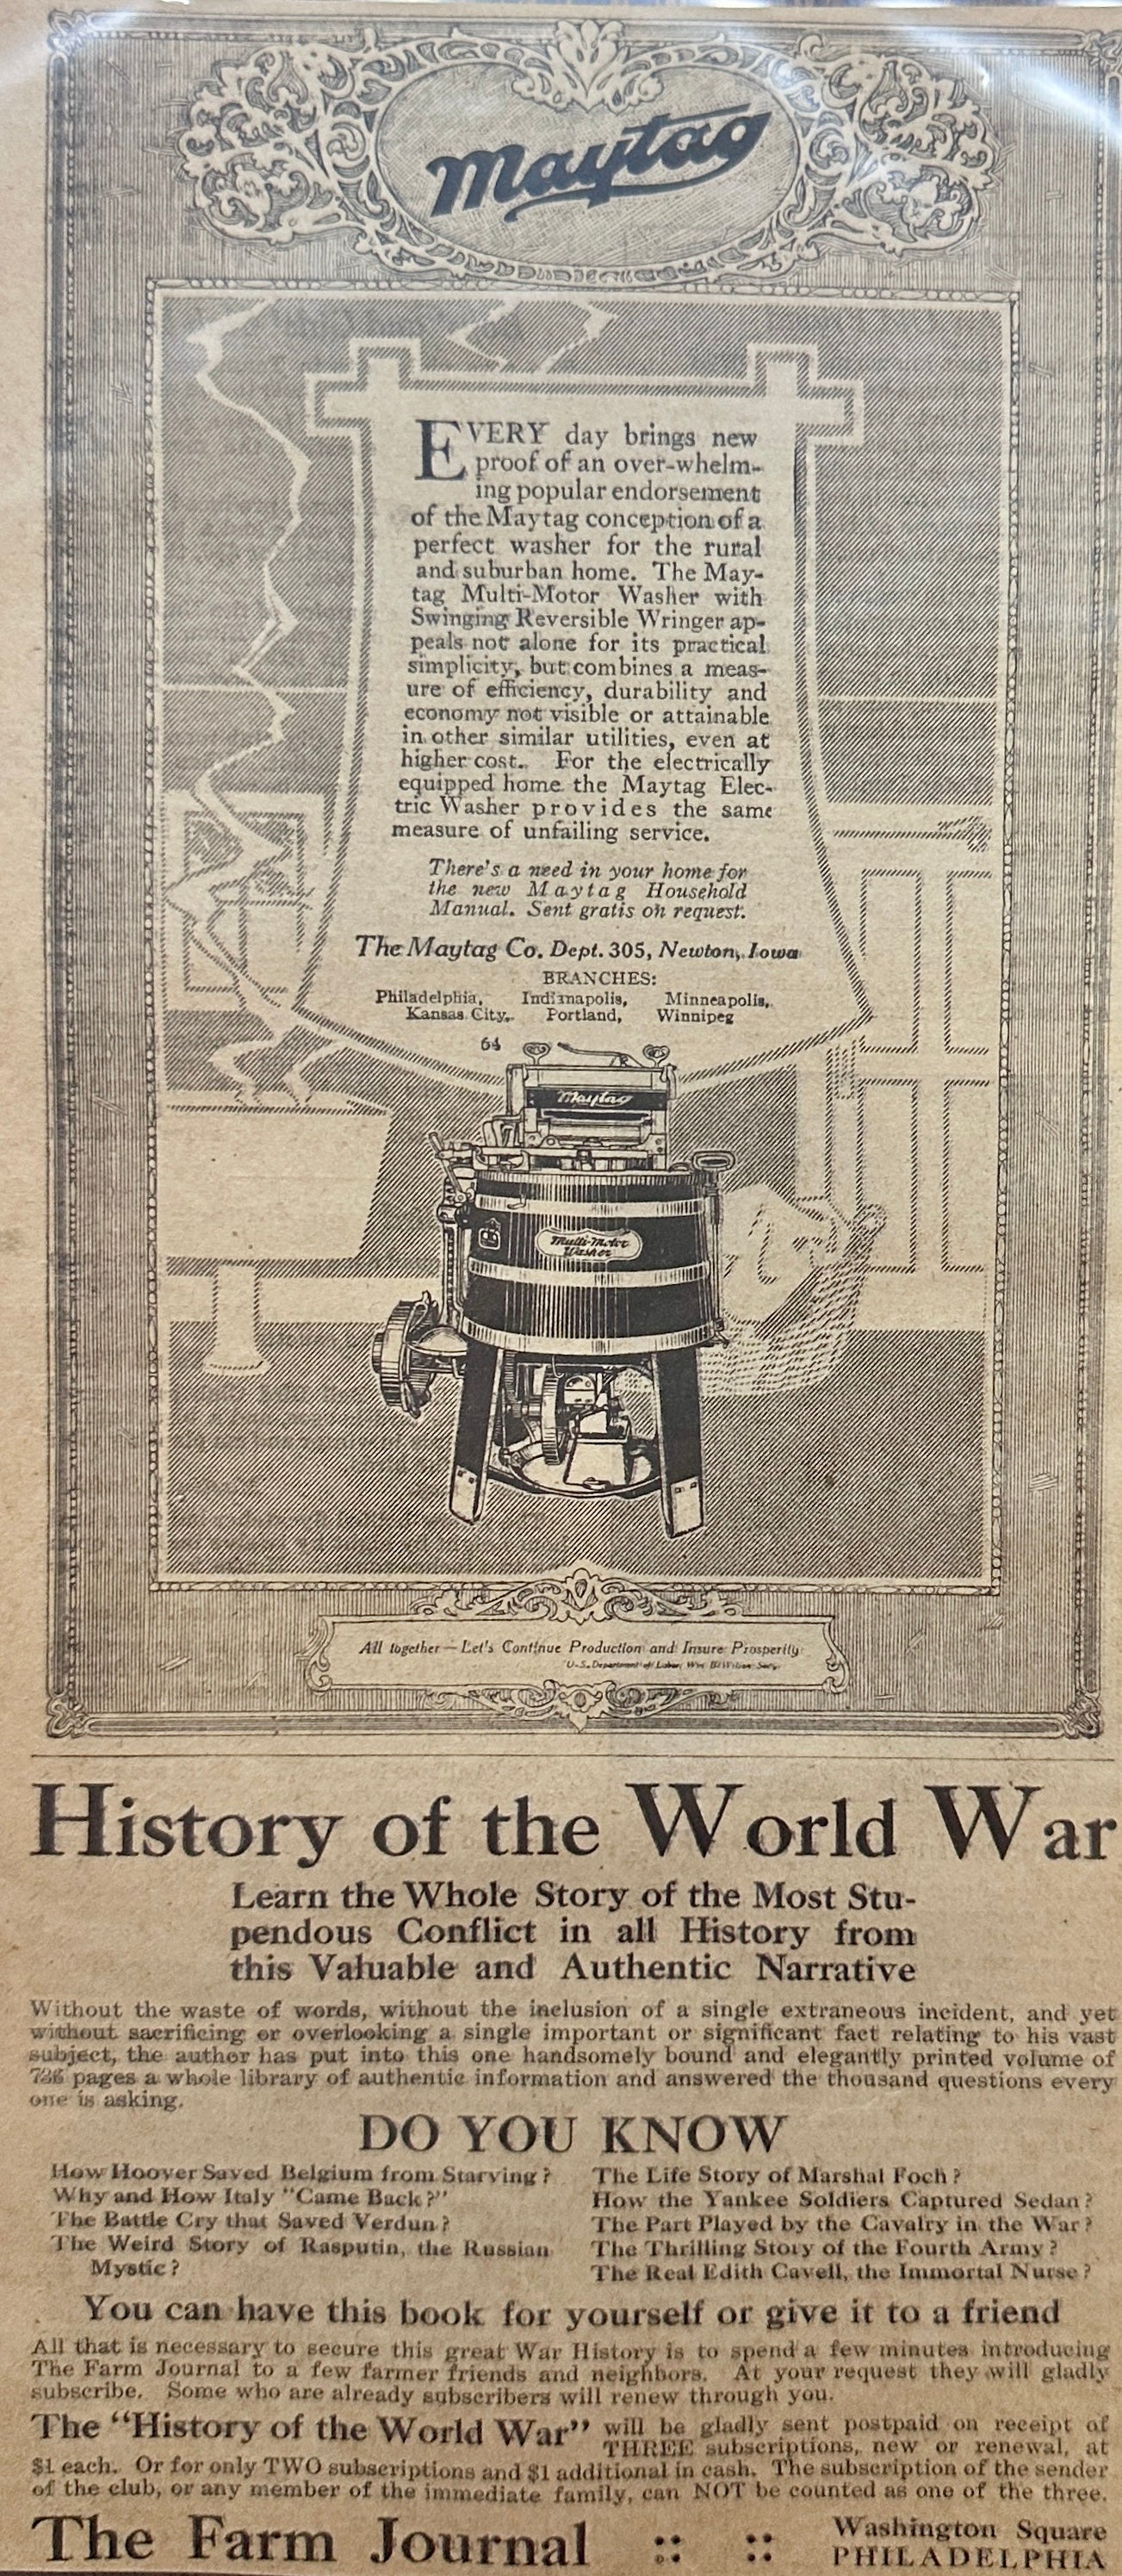 Maytag
EVERY day brings new
proof of an over-whelm-
ing popular endorsement
of the Maytag conception of a
perfect washer for the rural
and suburban home. The May-
tag Multi-Motor Washer with
Swinging Reversible Wringer ap-
peals not alone for its practical
simplicity, but combines a meas-
ure of efficiency, durability and
economy not visible or attainable
in other similar utilities, even at
higher cost. For the electrically
equipped home the Maytag Elec-
tric Washer provides the same
measure of unfailing service.
There's a need in your home for
the new Maytag Household
Manual. Sent gratis on request.
The Maytag Co. Dept. 305, Newton, Iowa
BRANCHES:
Philadelphia, Indianapolis, Minneapolis,
Kansas City, Portland, Winnipeg
64
Maytag
Multi-Motor
Washer
All together—Let's Continue Production and Insure Prosperity
U.S. Department of Labor, Wm. B. Wilson Sec'y.
History of the World War
Learn the Whole Story of the Most Stu-
pendous Conflict in all History from
this Valuable and Authentic Narrative
Without the waste of words, without the inclusion of a single extraneous incident, and yet
without sacrificing or overlooking a single important or significant fact relating to his vast
subject, the author has put into this one handsomely bound and elegantly printed volume of
736 pages a whole library of authentic information and answered the thousand questions every
one is asking.
DO YOU KNOW
How Hoover Saved Belgium from Starving?
Why and How Italy "Came Back?"
The Battle Cry that Saved Verdun?
The Weird Story of Rasputin, the Russian
Mystic?
The Life Story of Marshal Foch?
How the Yankee Soldiers Captured Sedan?
The Part Played by the Cavalry in the War?
The Thrilling Story of the Fourth Army?
The Real Edith Cavell, the Immortal Nurse?
You can have this book for yourself or give it to a friend
All that is necessary to secure this great War History is to spend a few minutes introducing
The Farm Journal to a few farmer friends and neighbors. At your request they will gladly
subscribe. Some who are already subscribers will renew through you.
The "History of the World War" will be gladly sent postpaid on receipt of
THREE subscriptions, new or renewal, at
$1 each. Or for only TWO subscriptions and $1 additional in cash. The subscription of the sender
of the club, or any member of the immediate family, can NOT be counted as one of the three.
The Farm Journal :: :: Washington Square
PHILADELPHIA